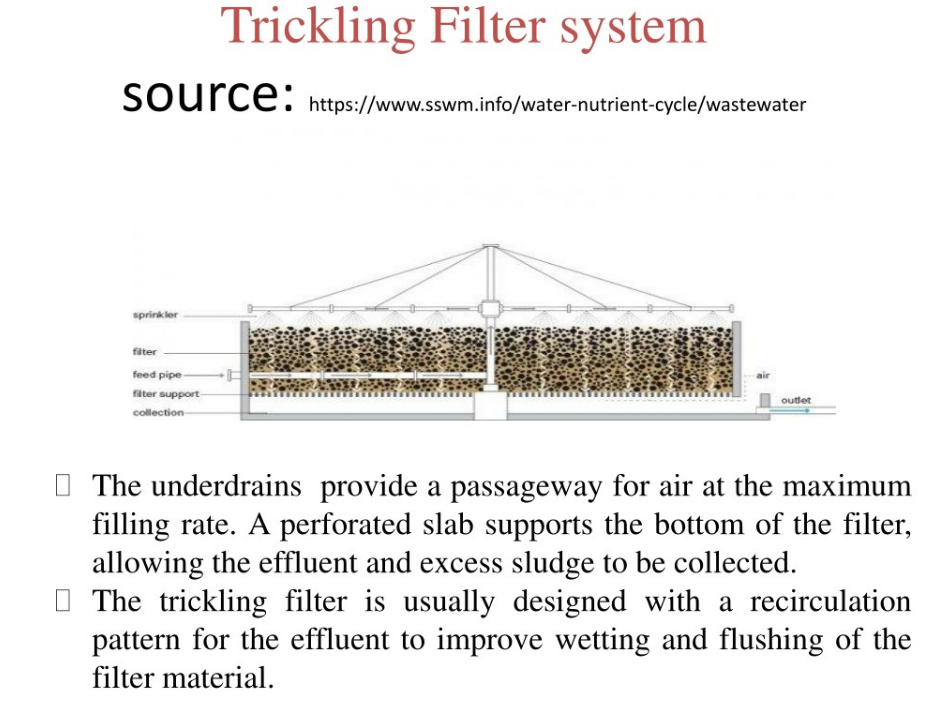 Trickling Filter system
source: https://www.sswm.info/water-nutrient-cycle/wastewater
sprinkler
filter
feed pipe
air
filter support
outlet
collection
The underdrains provide a passageway for air at the maximum
filling rate. A perforated slab supports the bottom of the filter,
allowing the effluent and excess sludge to be collected.
The trickling filter is usually designed with a recirculation
pattern for the effluent to improve wetting and flushing of the
filter material.